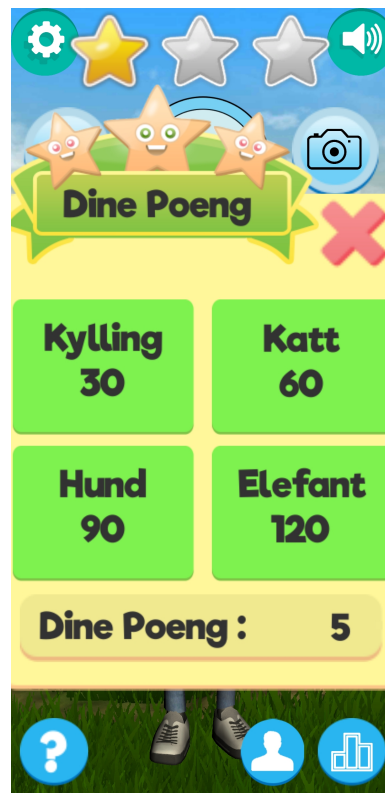 Dine Poeng
Kylling
30
Katt
60
Hund
90
Elefant
120
Dine Poeng : 5
?